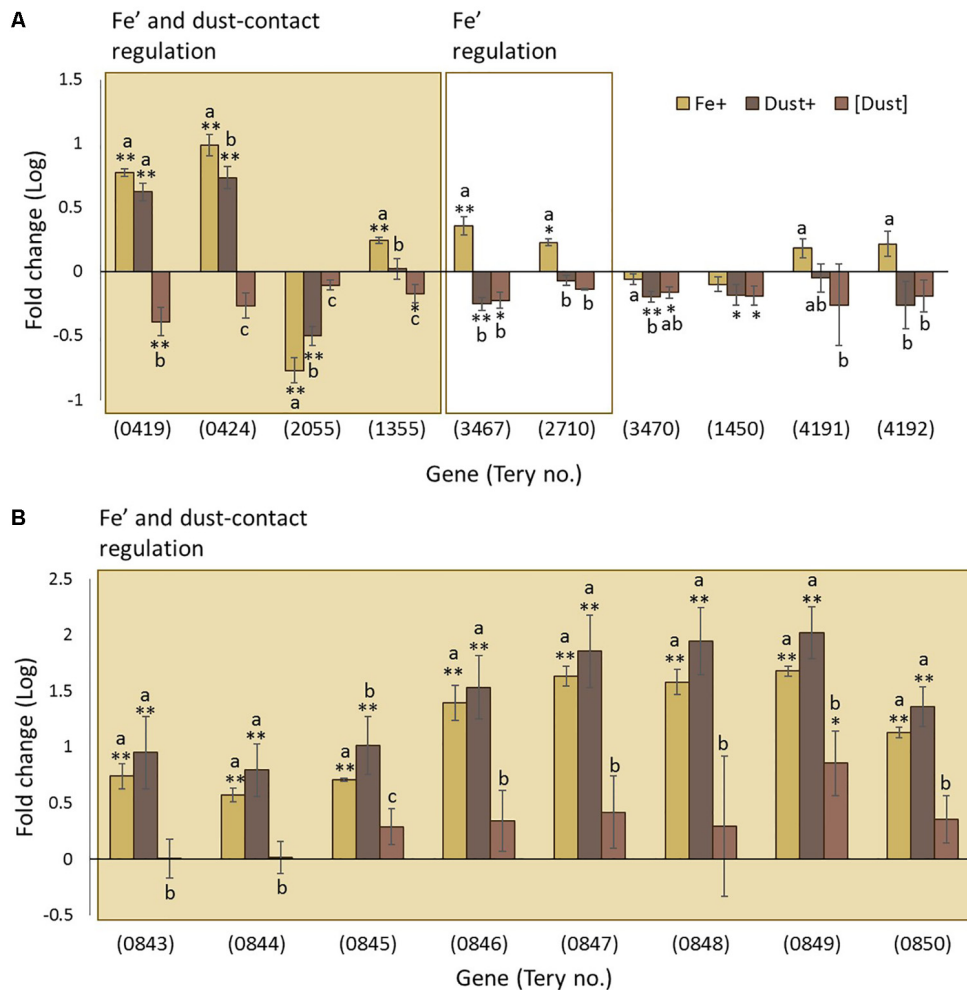 A
Fe’ and dust-contact
regulation
Fe’
regulation
Fe+ Dust+ [Dust]
Fold change (Log)
1.5
1
0.5
0
-0.5
-1
a ** a ** ** b
a ** b ** c
** a ** b c
a ** b * c
a ** ** b * b
a * b b
a ** b * ab
* *
a ab b
a b b
(0419) (0424) (2055) (1355) (3467) (2710) (3470) (1450) (4191) (4192)
Gene (Tery no.)
B
Fe’ and dust-contact
regulation
Fold change (Log)
2.5
2
1.5
1
0.5
0
-0.5
a ** a ** b
a ** a ** b
a ** b ** c
a ** a ** b
a ** a ** b
a ** a ** b
a ** a ** b *
a ** a ** b
(0843) (0844) (0845) (0846) (0847) (0848) (0849) (0850)
Gene (Tery no.)